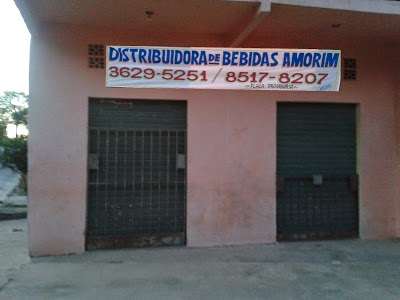 DISTRIBUIDORA DE BEBIDAS AMORIM
3629-5251 / 8517-8207